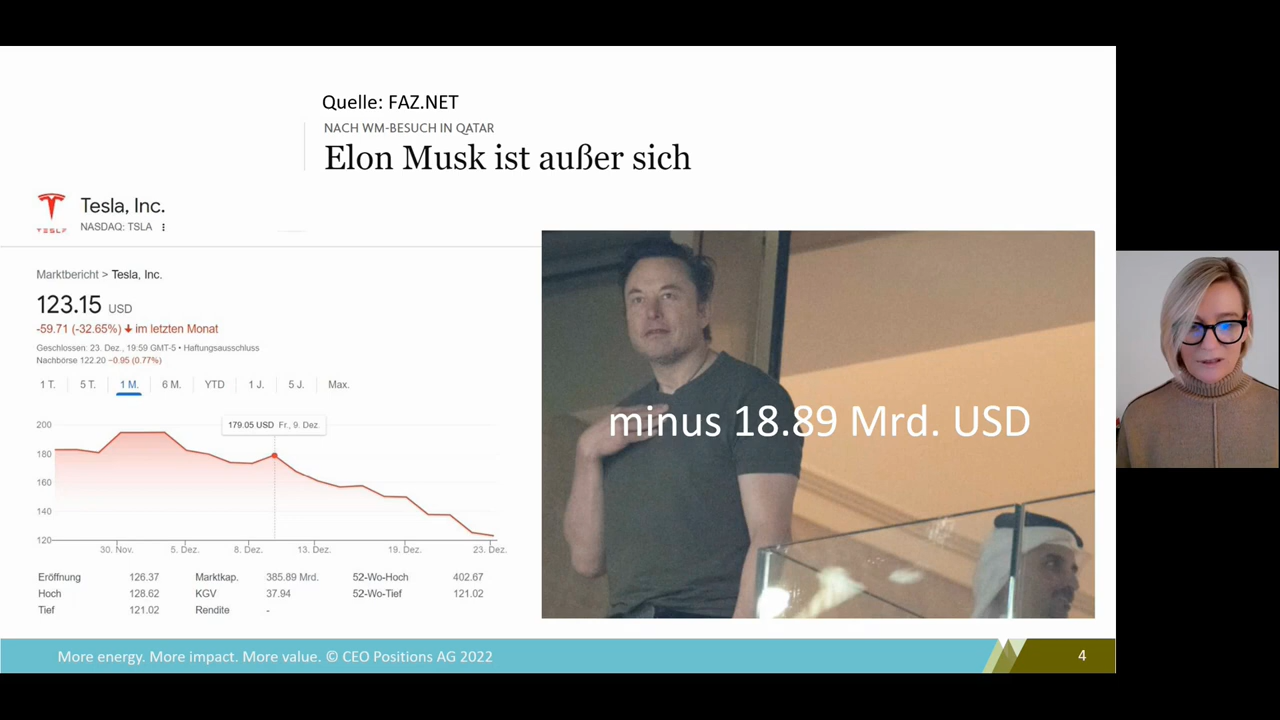 Quelle: FAZ.NET
NACH WM-BESUCH IN QATAR
Elon Musk ist außer sich
TESLA
Tesla, Inc.
NASDAQ: TSLA
Marktbericht > Tesla, Inc.
123.15 USD
-59.71 (-32.65%) im letzten Monat
Geschlossen: 23. Dez., 19:59 GMT-5 • Haftungsausschluss
Nachbörse 122.20 −0.95 (0.77%)
1 T. 5 T. 1 M. 6 M. YTD 1 J. 5 J. Max.
179.05 USD Fr., 9. Dez.
200
180
160
140
120
30. Nov. 5. Dez. 8. Dez. 13. Dez. 19. Dez. 23. Dez.
Eröffnung 126.37 Marktkap. 385.89 Mrd. 52-Wo-Hoch 402.67
Hoch 128.62 KGV 37.94 52-Wo-Tief 121.02
Tief 121.02 Rendite -
minus 18.89 Mrd. USD
More energy. More impact. More value. © CEO Positions AG 2022
4